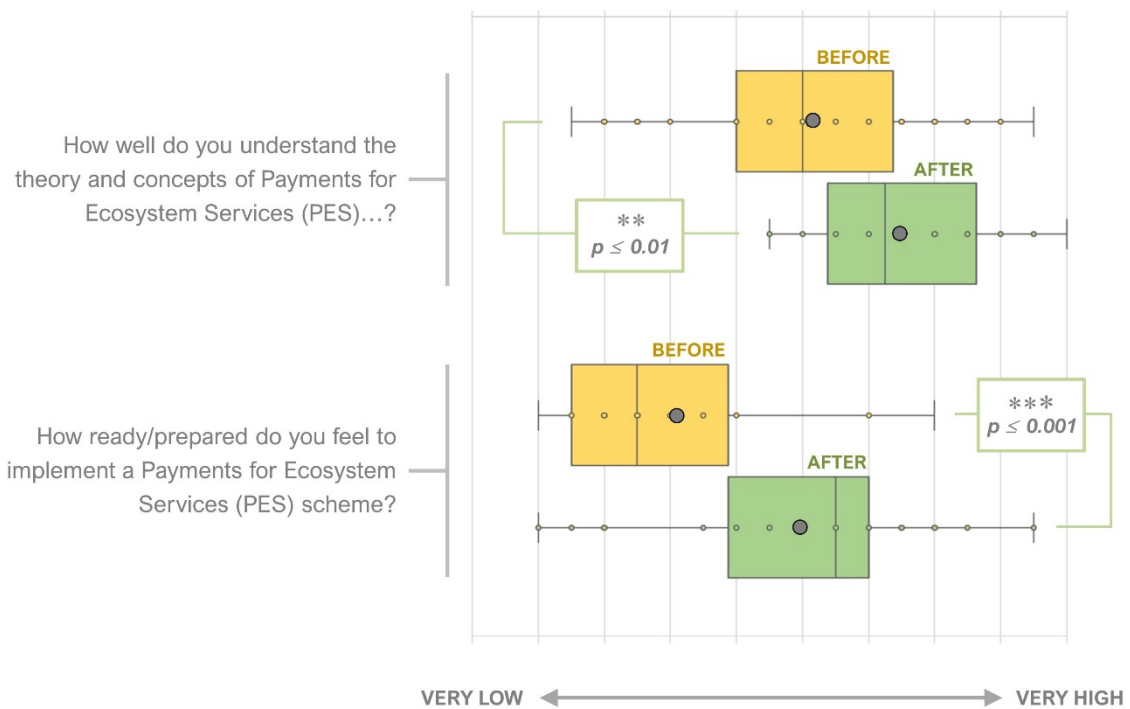 BEFORE
How well do you understand the
theory and concepts of Payments for
Ecosystem Services (PES)...?
AFTER
**
p ≤ 0.01
BEFORE
How ready/prepared do you feel to
implement a Payments for Ecosystem
Services (PES) scheme?
***
p ≤ 0.001
AFTER
VERY LOW
VERY HIGH